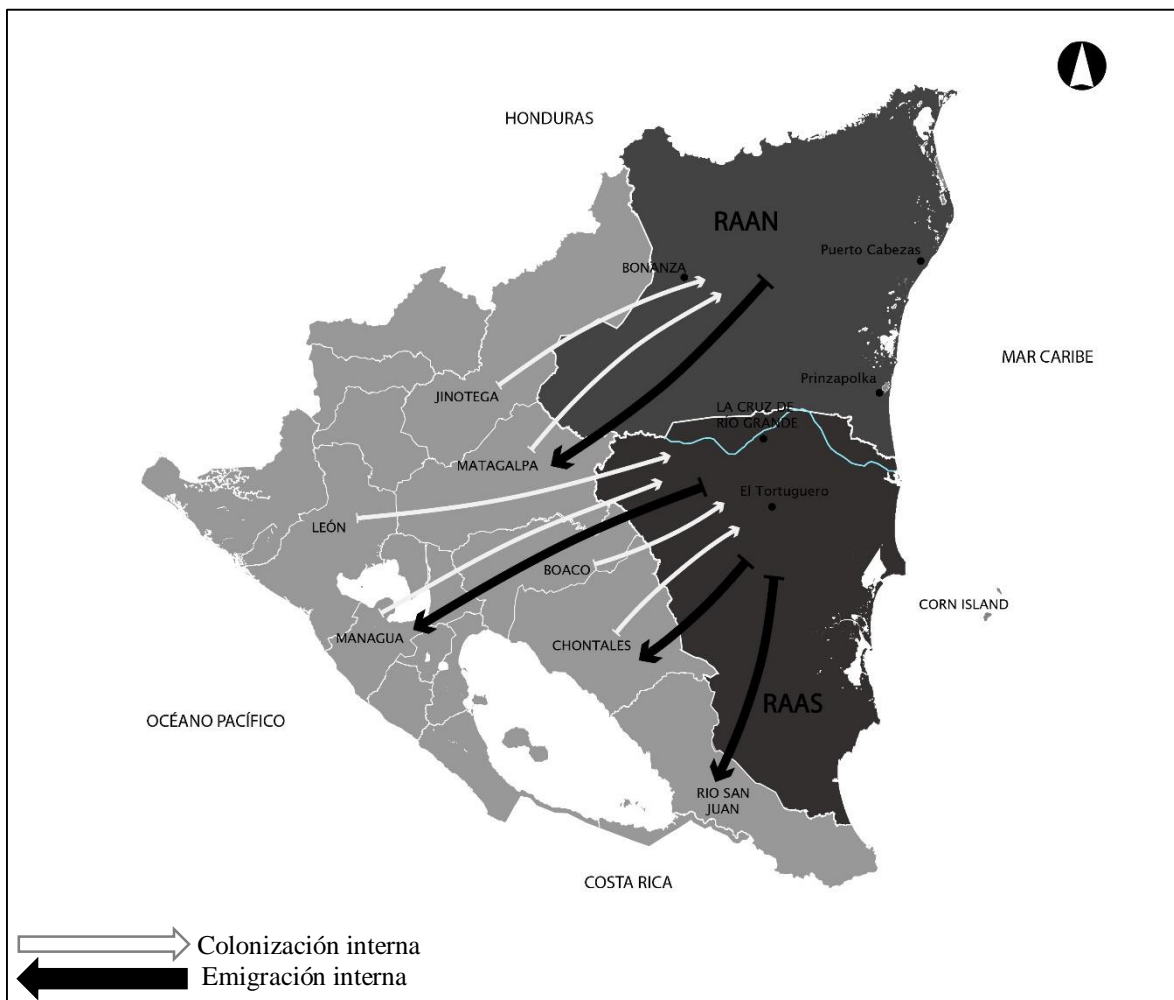 HONDURAS
RAAN
Puerto Cabezas
BONANZA
MAR CARIBE
Prinzapolka
JINOTEGA
LA CRUZ DE
RIO GRANDE
MATAGALPA
El Tortuguero
LEÓN
BOACO
CORN ISLAND
MANAGUA
CHONTALES
RAAS
OCÉANO PACÍFICO
RIO SAN
JUAN
COSTA RICA
Colonización interna
Emigración interna